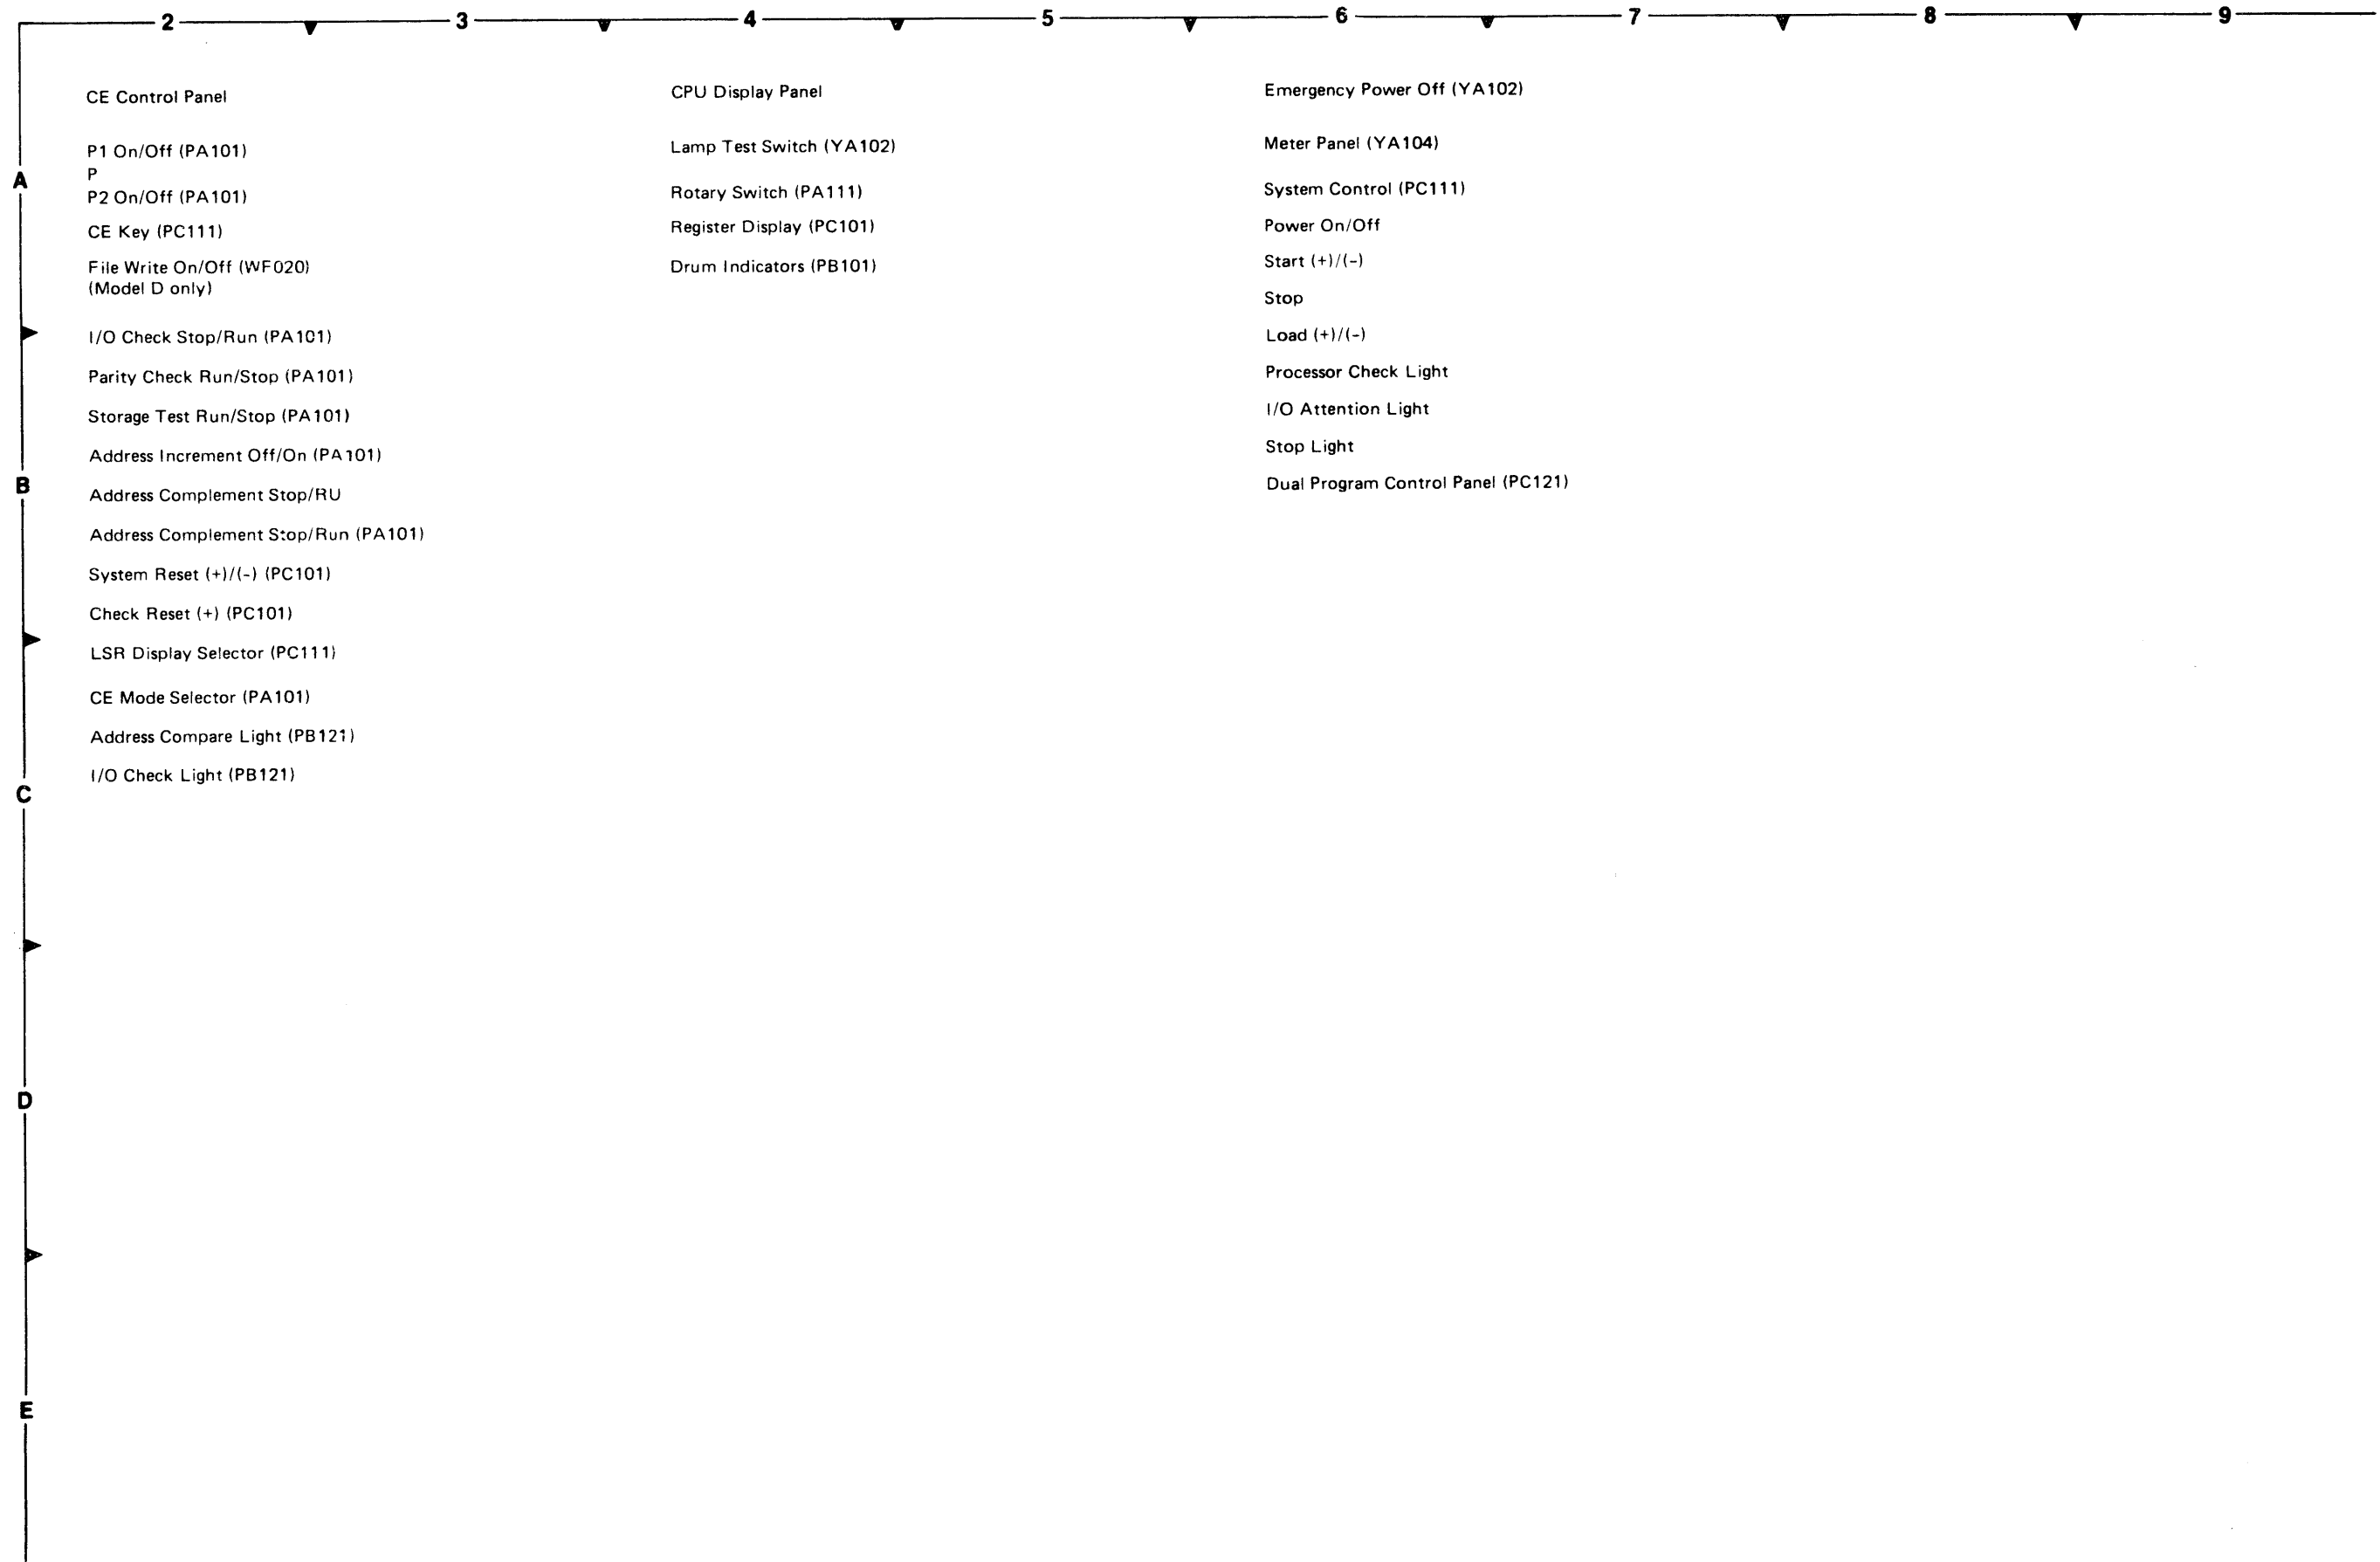 2 3 4 5 6 7 8 9
CE Control Panel
P1 On/Off (PA101)
P
P2 On/Off (PA101)
CE Key (PC111)
File Write On/Off (WF020)
(Model D only)
I/O Check Stop/Run (PA101)
Parity Check Run/Stop (PA101)
Storage Test Run/Stop (PA101)
Address Increment Off/On (PA101)
Address Complement Stop/RU
Address Complement Stop/Run (PA101)
System Reset (+)/(-) (PC101)
Check Reset (+) (PC101)
LSR Display Selector (PC111)
CE Mode Selector (PA101)
Address Compare Light (PB121)
I/O Check Light (PB121)
CPU Display Panel
Lamp Test Switch (YA102)
Rotary Switch (PA111)
Register Display (PC101)
Drum Indicators (PB101)
Emergency Power Off (YA102)
Meter Panel (YA104)
System Control (PC111)
Power On/Off
Start (+)/(-)
Stop
Load (+)/(-)
Processor Check Light
I/O Attention Light
Stop Light
Dual Program Control Panel (PC121)
A
B
C
D
E